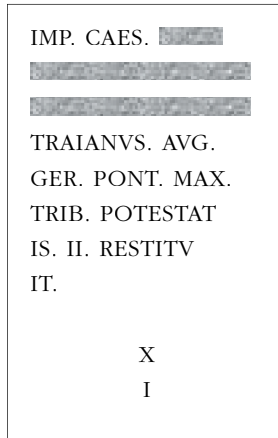 IMP. CAES.
TRAIANVS. AVG.
GER. PONT. MAX.
TRIB. POTESTAT
IS. II. RESTITV
IT.
X
I